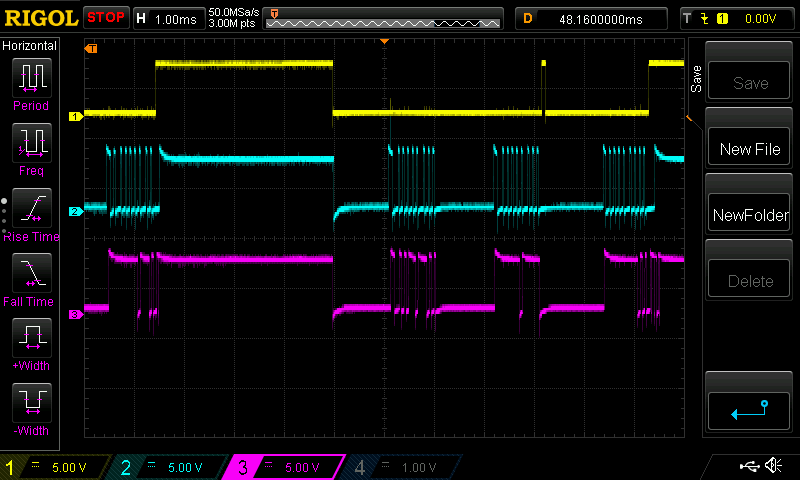 RIGOL STOP H 1.00ms 50.0MSa/s 3.00M pts D 48.1600000ms T 1 0.00V
Horizontal
Period
Freq
Rise Time
Fall Time
+Width
-Width
T
T
1
2
3
Save
Save
New File
NewFolder
Delete
1 5.00 V 2 5.00 V 3 5.00 V 4 1.00 V